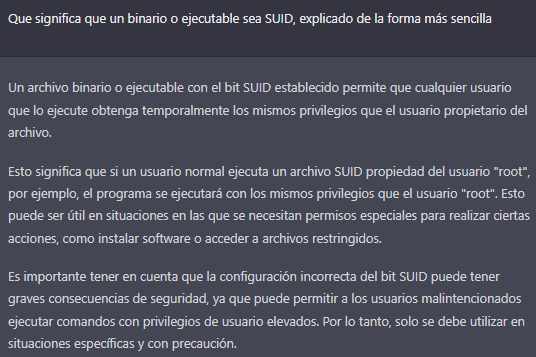 Que significa que un binario o ejecutable sea SUID, explicado de la forma más sencilla
Un archivo binario o ejecutable con el bit SUID establecido permite que cualquier usuario
que lo ejecute obtenga temporalmente los mismos privilegios que el usuario propietario del
archivo.
Esto significa que si un usuario normal ejecuta un archivo SUID propiedad del usuario "root",
por ejemplo, el programa se ejecutará con los mismos privilegios que el usuario "root". Esto
puede ser útil en situaciones en las que se necesitan permisos especiales para realizar ciertas
acciones, como instalar software o acceder a archivos restringidos.
Es importante tener en cuenta que la configuración incorrecta del bit SUID puede tener
graves consecuencias de seguridad, ya que puede permitir a los usuarios malintencionados
ejecutar comandos con privilegios de usuario elevados. Por lo tanto, solo se debe utilizar en
situaciones específicas y con precaución.